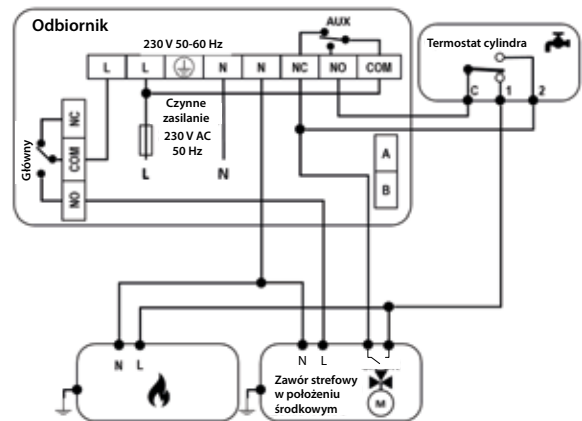 Odbiornik
230 V 50-60 Hz
AUX
L L N N NC NO COM
Termostat cylindra
C 1 2
Czynne
zasilanie
230 V AC
50 Hz
L N
Główny
NC
COM
NO
A
B
N L
N L
Zawór strefowy
w położeniu
środkowym
M